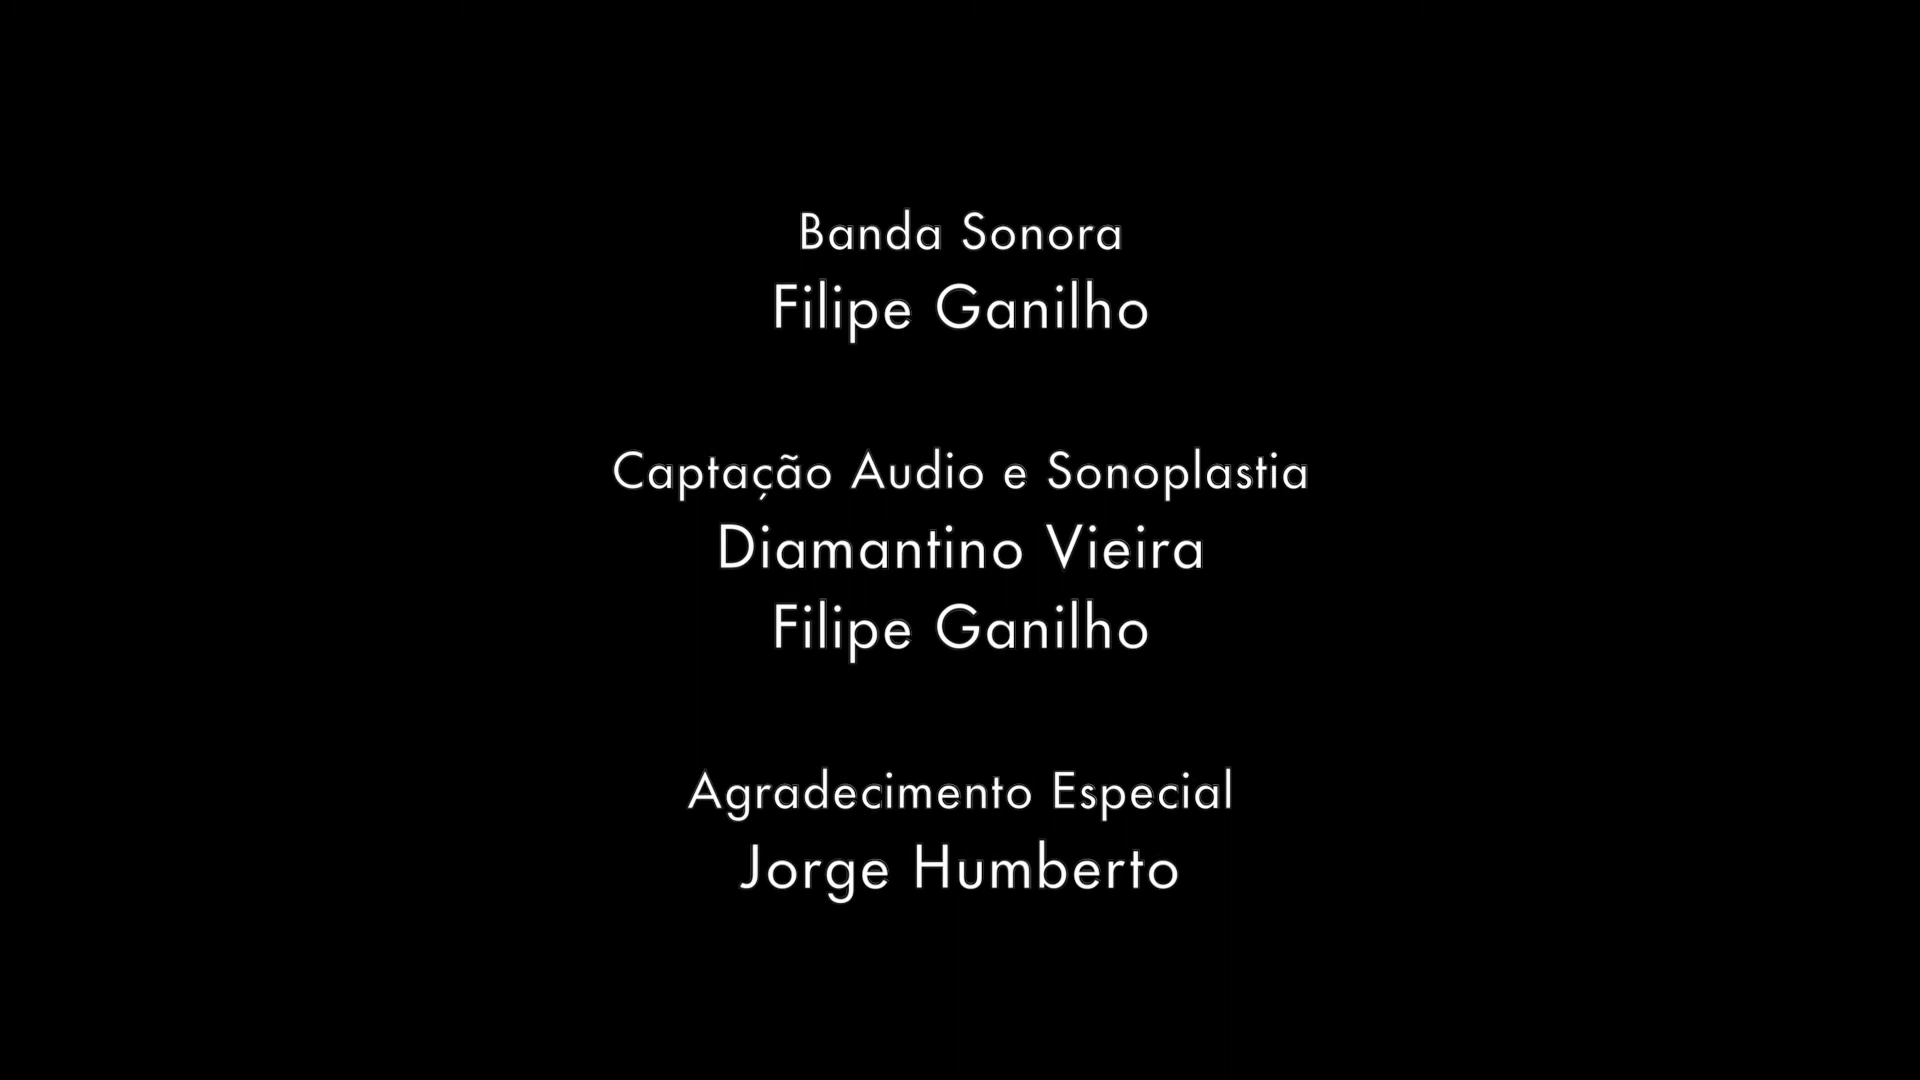 Banda Sonora
Filipe Ganilho
Captação Audio e Sonoplastia
Diamantino Vieira
Filipe Ganilho
Agradecimento Especial
Jorge Humberto